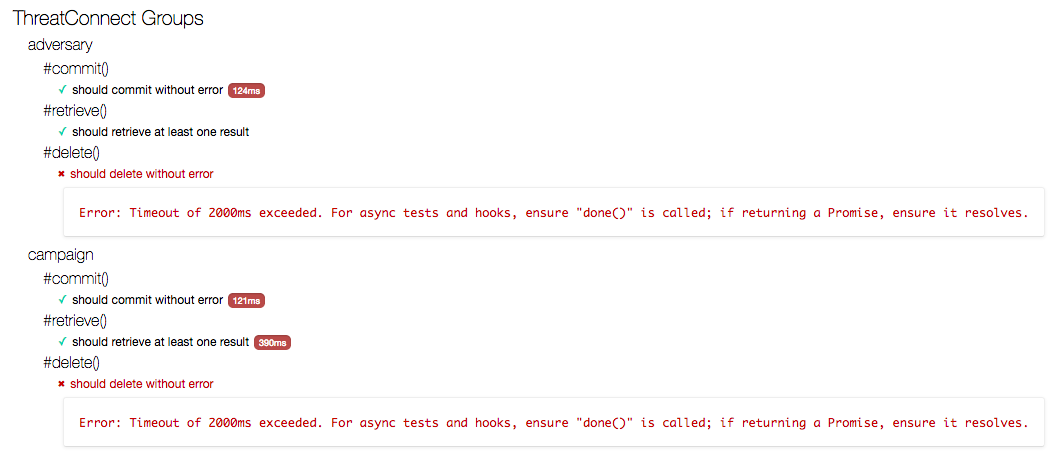 ThreatConnect Groups
adversary
#commit()
✓ should commit without error 124ms
#retrieve()
✓ should retrieve at least one result
#delete()
✖ should delete without error
Error: Timeout of 2000ms exceeded. For async tests and hooks, ensure "done()" is called; if returning a Promise, ensure it resolves.
campaign
#commit()
✓ should commit without error 121ms
#retrieve()
✓ should retrieve at least one result 390ms
#delete()
✖ should delete without error
Error: Timeout of 2000ms exceeded. For async tests and hooks, ensure "done()" is called; if returning a Promise, ensure it resolves.